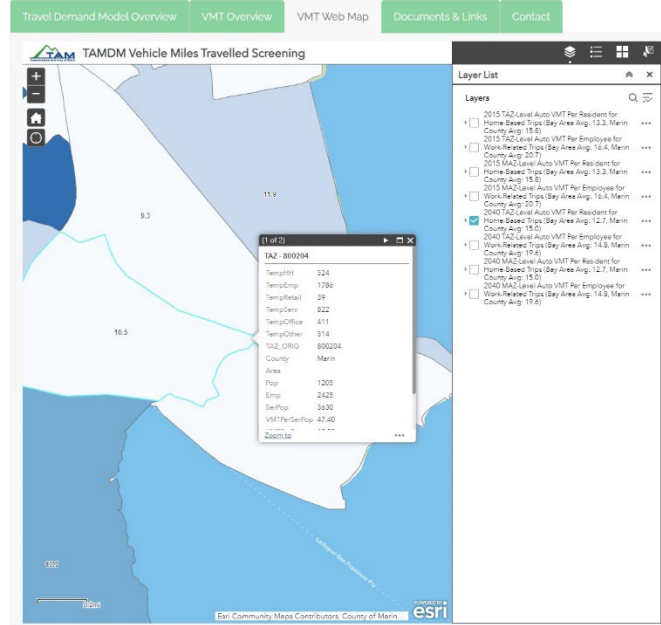 Travel Demand Model Overview
VMT Overview
VMT Web Map
Documents & Links
Contact
TAM
TAMDM Vehicle Miles Travelled Screening
Layer List
Layers
2015 TAZ-Level Auto VMT Per Resident for
Home-Based Trips (Bay Area Avg: 13.3, Marin
County Avg: 15.8)
2015 TAZ-Level Auto VMT Per Employee for
Work-Related Trips (Bay Area Avg: 16.4, Marin
County Avg: 20.7)
2015 MAZ-Level Auto VMT Per Resident for
Home-Based Trips (Bay Area Avg: 13.3, Marin
County Avg: 15.8)
2015 MAZ-Level Auto VMT Per Employee for
Work-Related Trips (Bay Area Avg: 16.4, Marin
County Avg: 20.7)
2040 TAZ-Level Auto VMT Per Resident for
Home-Based Trips (Bay Area Avg: 12.7, Marin
County Avg: 15.0)
2040 TAZ-Level Auto VMT Per Employee for
Work-Related Trips (Bay Area Avg: 14.8, Marin
County Avg: 19.6)
2040 MAZ-Level Auto VMT Per Resident for
Home-Based Trips (Bay Area Avg: 12.7, Marin
County Avg: 15.0)
2040 MAZ-Level Auto VMT Per Employee for
Work-Related Trips (Bay Area Avg: 14.8, Marin
County Avg: 19.6)
11.9
9.3
10.5
(1 of 2)
TAZ - 800204
TempHH 524
TempEmp 1786
TempRetail 39
TempServ 822
TempOffice 411
TempOther 514
TAZ_ORIG 800204
County Marin
Area
Pop 1205
Emp 2425
SerPop 3630
VMTPerSerPop 47.40
Zoom to
Larkspur-San Francisco Fry
Esri Community Maps Contributors, County of Marin...
POWERED BY
esri